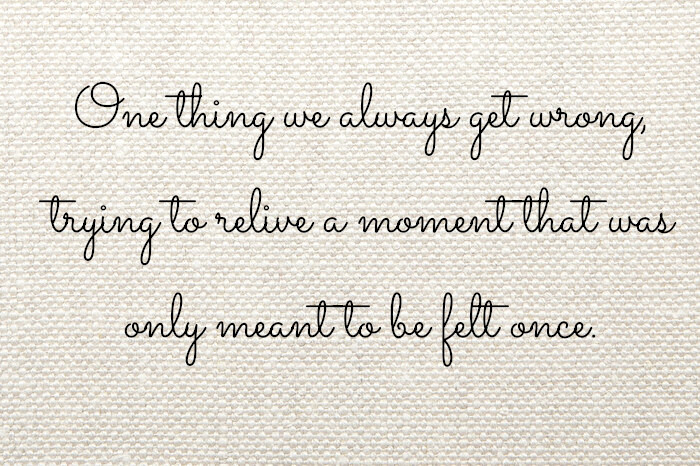 One thing we always get wrong,
trying to relive a moment that was
only meant to be felt once.